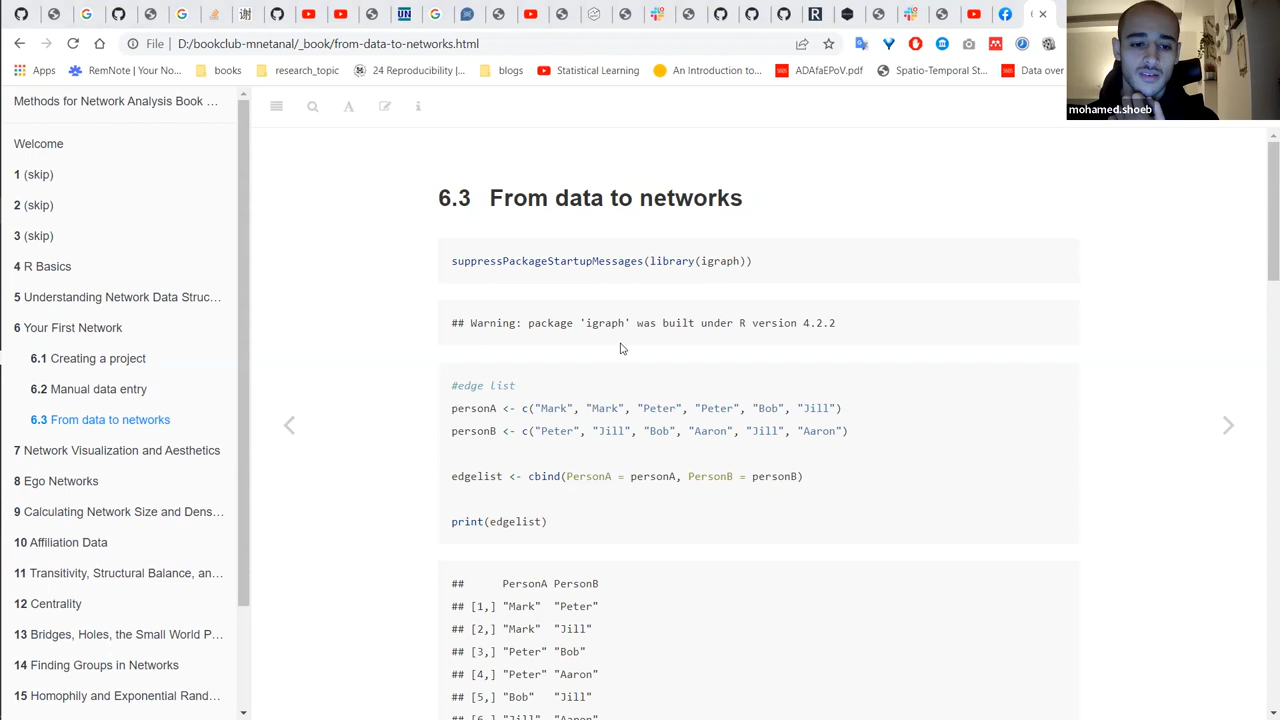 File
D:/bookclub-mnetana/_book/from-data-to-networks.html
Apps
RemNote | Your No...
books
research_topic
24 Reproducibility |...
blogs
Statistical Learning
An Introduction to...
ADAfaEPoV.pdf
Spatio-Temporal St...
Data over
mohamed.shoeb
Methods for Network Analysis Book ...
Welcome
1 (skip)
2 (skip)
3 (skip)
4 R Basics
5 Understanding Network Data Struc...
6 Your First Network
6.1 Creating a project
6.2 Manual data entry
6.3 From data to networks
7 Network Visualization and Aesthetics
8 Ego Networks
9 Calculating Network Size and Dens...
10 Affiliation Data
11 Transitivity, Structural Balance, an...
12 Centrality
13 Bridges, Holes, the Small World P...
14 Finding Groups in Networks
15 Homophily and Exponential Rand...
6.3 From data to networks
suppressPackageStartupMessages(library(igraph))
## Warning: package 'igraph' was built under R version 4.2.2
#edge list
personA <- c("Mark", "Mark", "Peter", "Peter", "Bob", "Jill")
personB <- c("Peter", "Jill", "Bob", "Aaron", "Jill", "Aaron")
edgelist <- cbind(PersonA = personA, PersonB = personB)
print(edgelist)
## PersonA PersonB
## [1,] "Mark" "Peter"
## [2,] "Mark" "Jill"
## [3,] "Peter" "Bob"
## [4,] "Peter" "Aaron"
## [5,] "Bob" "Jill"
## [6,] "Jill" "Aaron"